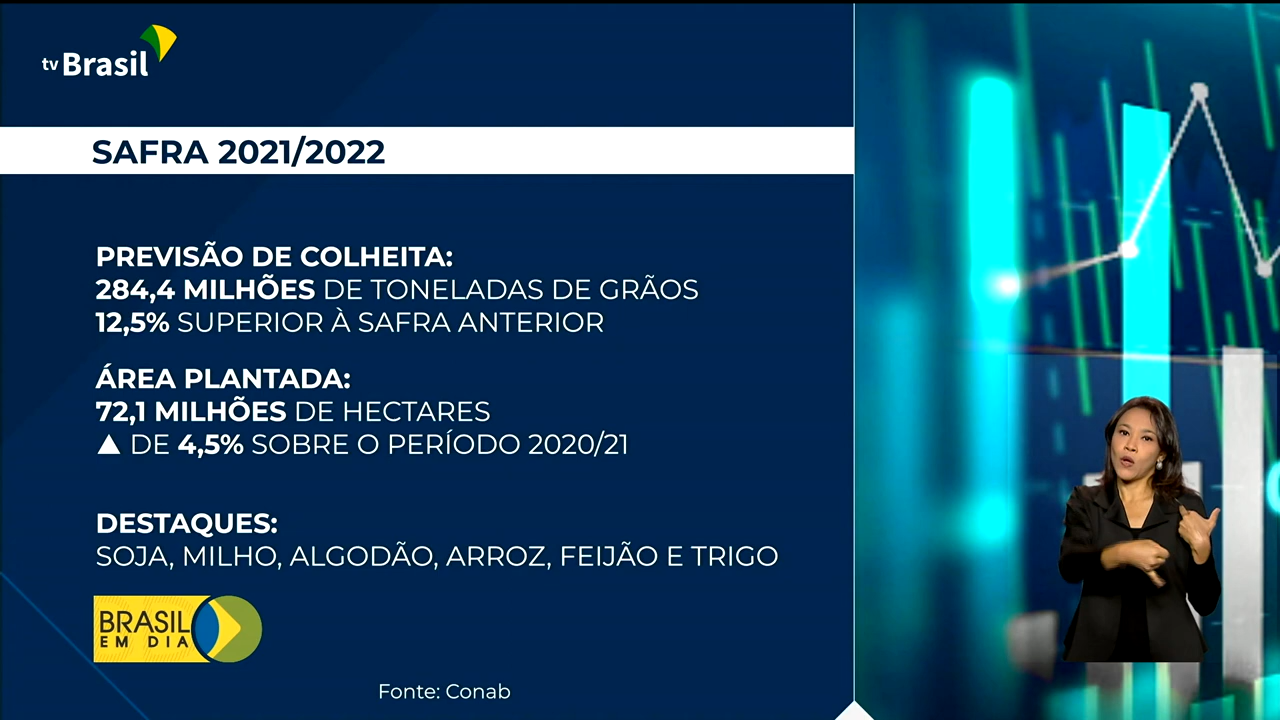 tv Brasil
SAFRA 2021/2022
PREVISÃO DE COLHEITA:
284,4 MILHÕES DE TONELADAS DE GRÃOS
12,5% SUPERIOR À SAFRA ANTERIOR
ÁREA PLANTADA:
72,1 MILHÕES DE HECTARES
▲ DE 4,5% SOBRE O PERÍODO 2020/21
DESTAQUES:
SOJA, MILHO, ALGODÃO, ARROZ, FEIJÃO E TRIGO
BRASIL
EM DIA
Fonte: Conab